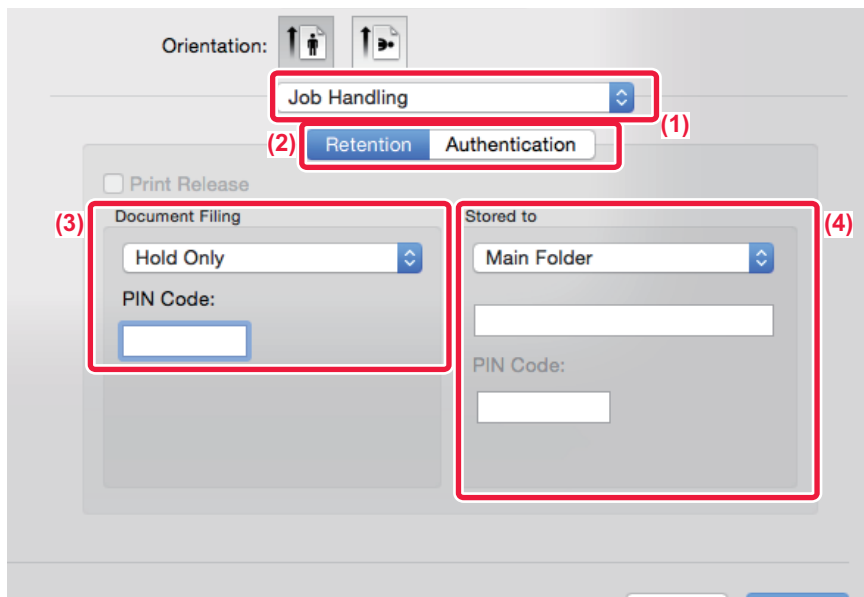 Orientation:
Job Handling
(1)
(2) Retention Authentication
Print Release
(3) Document Filing
Hold Only
PIN Code:
Stored to (4)
Main Folder
PIN Code: